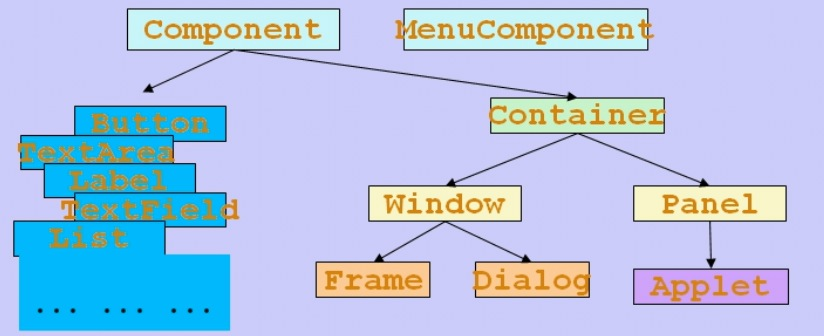 Component
MenuComponent
Button
TextArea
Label
TextField
List
... ... ...
Container
Window
Panel
Frame
Dialog
Applet